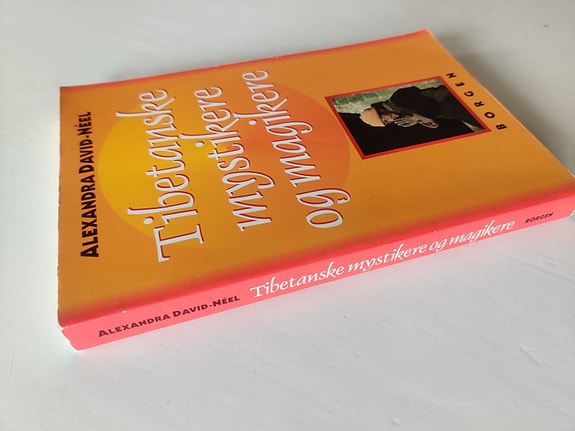 ALEXANDRA DAVID-NÉEL
Tibetanske
mystikere
og magikere
BORGEN
ALEXANDRA DAVID-NÉEL Tibetanske mystikere og magikere BORGEN